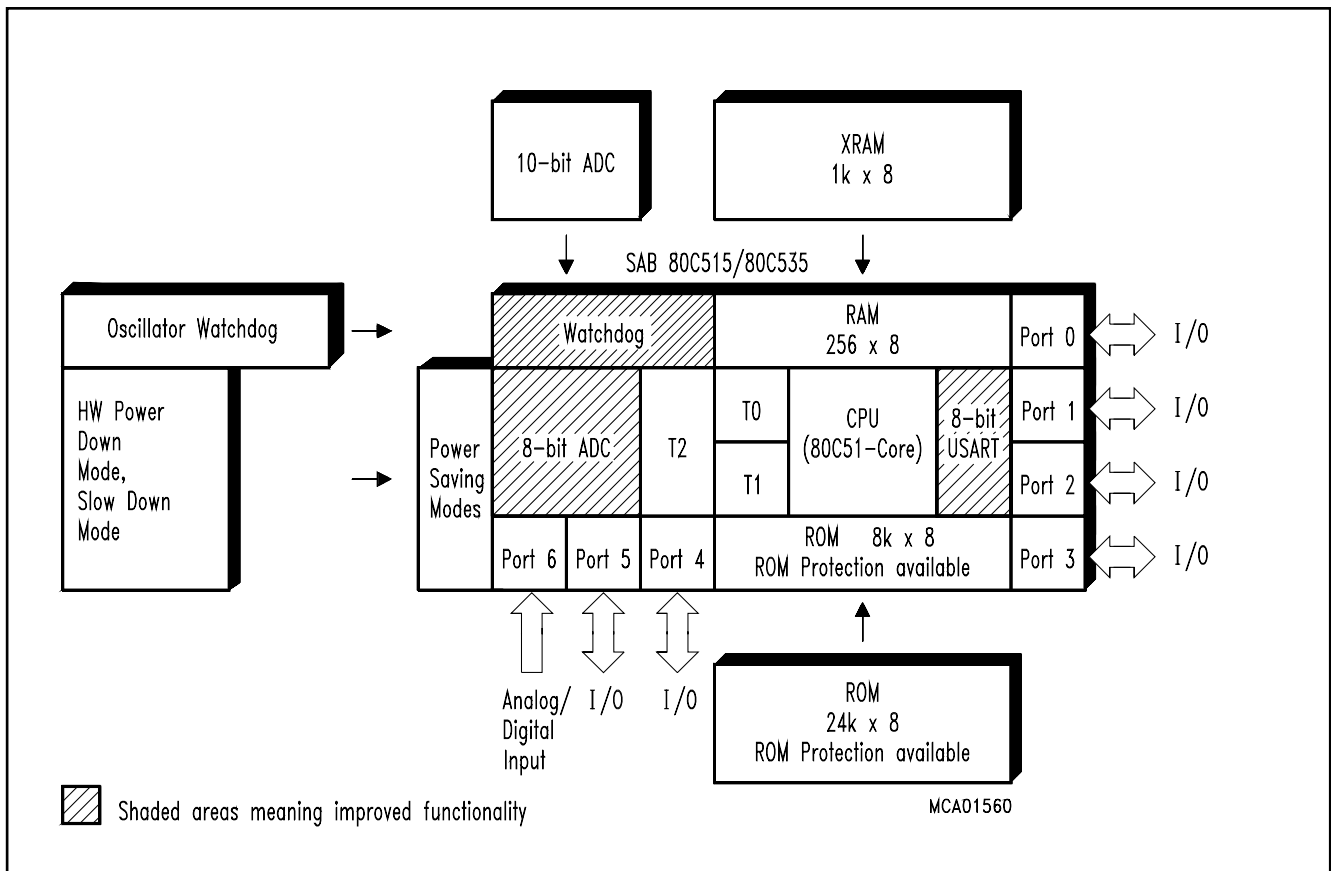 10-bit ADC
XRAM
1k x 8
SAB 80C515/80C535
Oscillator Watchdog
Watchdog
RAM
256 x 8
Port 0
I/O
HW Power
Down
Mode,
Slow Down
Mode
Power
Saving
Modes
8-bit ADC
T2
T0
T1
CPU
(80C51-Core)
8-bit
USART
Port 1
I/O
Port 2
I/O
Port 6
Port 5
Port 4
ROM 8k x 8
ROM Protection available
Port 3
I/O
Analog/
Digital
Input
I/O
I/O
ROM
24k x 8
ROM Protection available
MCA01560
Shaded areas meaning improved functionality